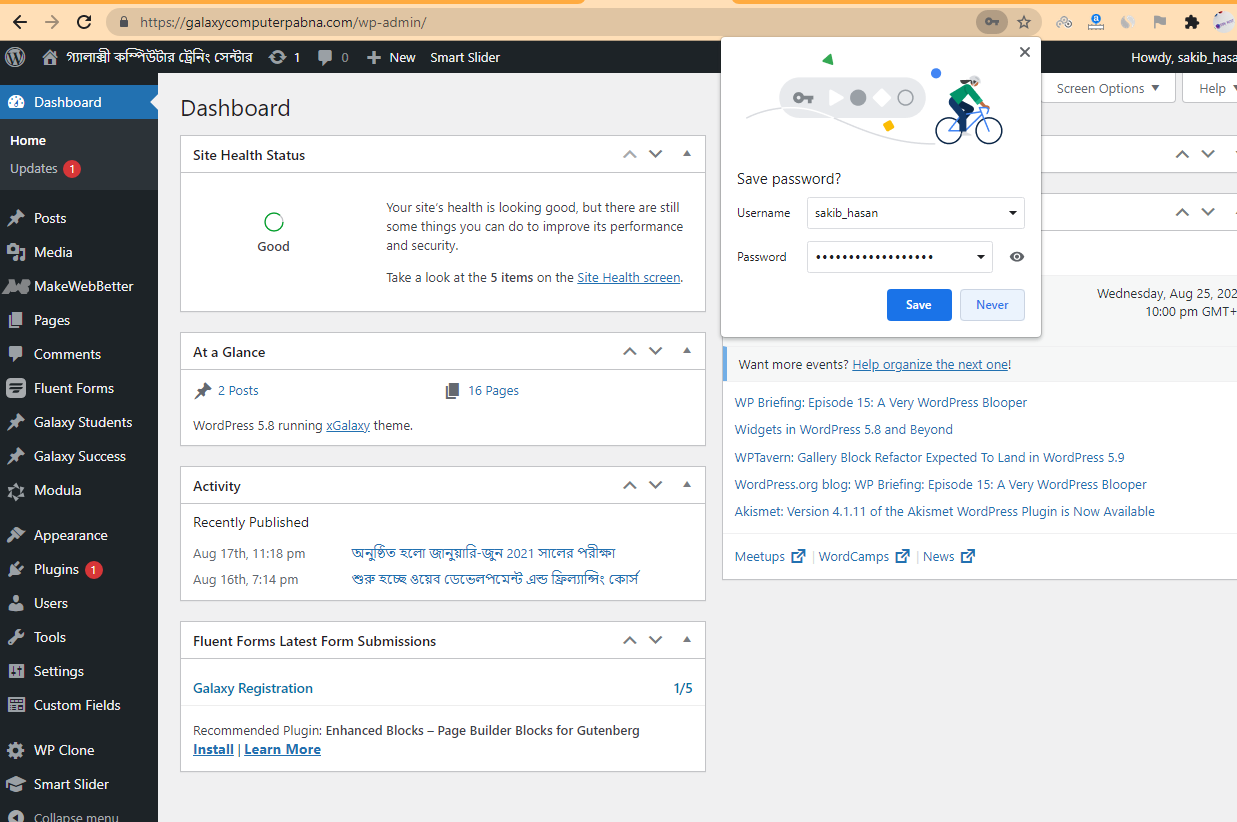 https://galaxycomputerpabna.com/wp-admin/
গ্যালাক্সী কম্পিউটার ট্রেনিং সেন্টার 1 0 New Smart Slider
Howdy, sakib_hasa
Dashboard
Home
Updates 1
Posts
Media
MakeWebBetter
Pages
Comments
Fluent Forms
Galaxy Students
Galaxy Success
Modula
Appearance
Plugins 1
Users
Tools
Settings
Custom Fields
WP Clone
Smart Slider
Collapse menu
Screen Options Help
Dashboard
Site Health Status
Good
Your site's health is looking good, but there are still
some things you can do to improve its performance
and security.
Take a look at the 5 items on the Site Health screen.
At a Glance
2 Posts 16 Pages
WordPress 5.8 running xGalaxy theme.
Activity
Recently Published
Aug 17th, 11:18 pm অনুষ্ঠিত হলো জানুয়ারি-জুন 2021 সালের পরীক্ষা
Aug 16th, 7:14 pm শুরু হচ্ছে ওয়েব ডেভেলপমেন্ট এন্ড ফ্রিল্যান্সিং কোর্স
Fluent Forms Latest Form Submissions
Galaxy Registration 1/5
Recommended Plugin: Enhanced Blocks – Page Builder Blocks for Gutenberg
Install | Learn More
Save password?
Username sakib_hasan
Password ••••••••••••••••••
Save Never
Wednesday, Aug 25, 202
10:00 pm GMT+
Want more events? Help organize the next one!
WP Briefing: Episode 15: A Very WordPress Blooper
Widgets in WordPress 5.8 and Beyond
WPTavern: Gallery Block Refactor Expected To Land in WordPress 5.9
WordPress.org blog: WP Briefing: Episode 15: A Very WordPress Blooper
Akismet: Version 4.1.11 of the Akismet WordPress Plugin is Now Available
Meetups | WordCamps | News